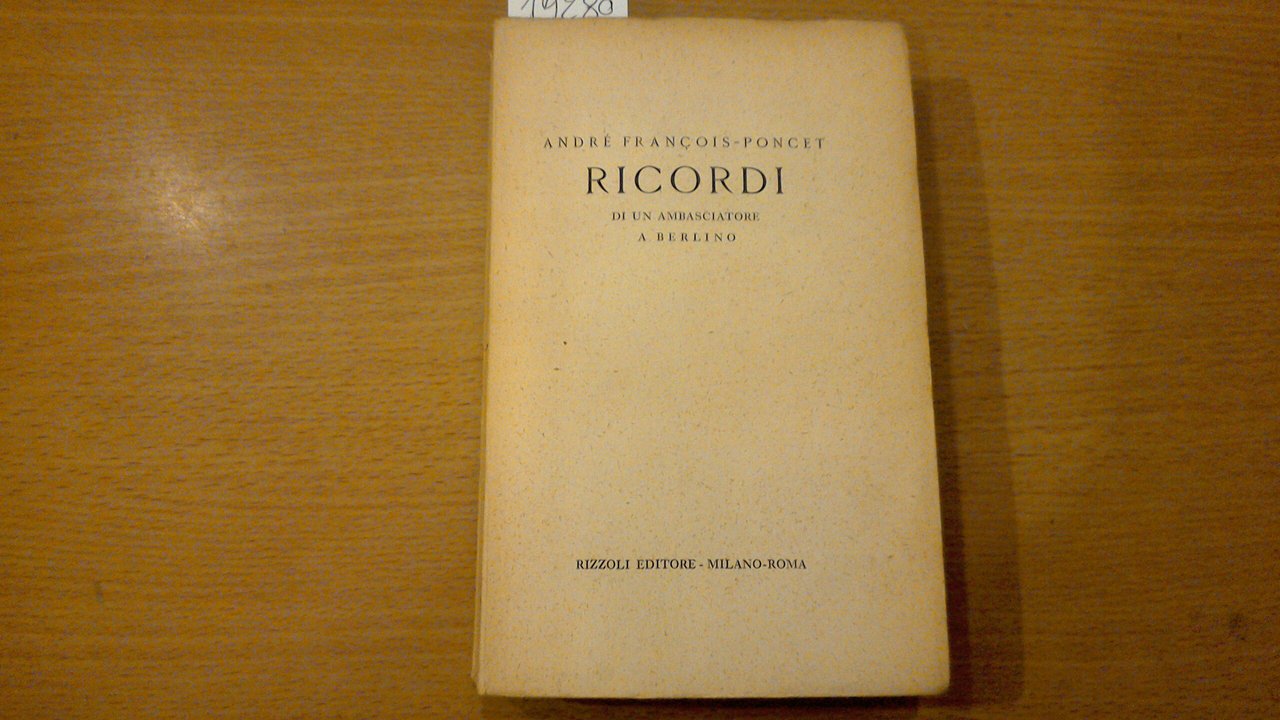 ANDRÉ FRANÇOIS-PONCET
RICORDI
DI UN AMBASCIATORE
A BERLINO
RIZZOLI EDITORE - MILANO-ROMA